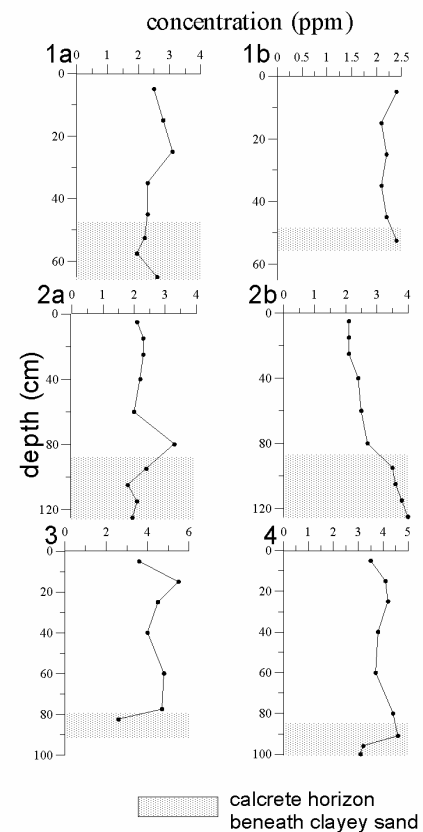 concentration (ppm)
1a
0 1 2 3 4
0
20
40
60
1b
0 0.5 1 1.5 2 2.5
0
20
40
60
2a
0 1 2 3 4
0
40
80
120
2b
0 1 2 3 4
0
40
80
120
depth (cm)
3
0 2 4 6
0
20
40
60
80
100
4
0 1 2 3 4 5
0
20
40
60
80
100
calcrete horizon
beneath clayey sand